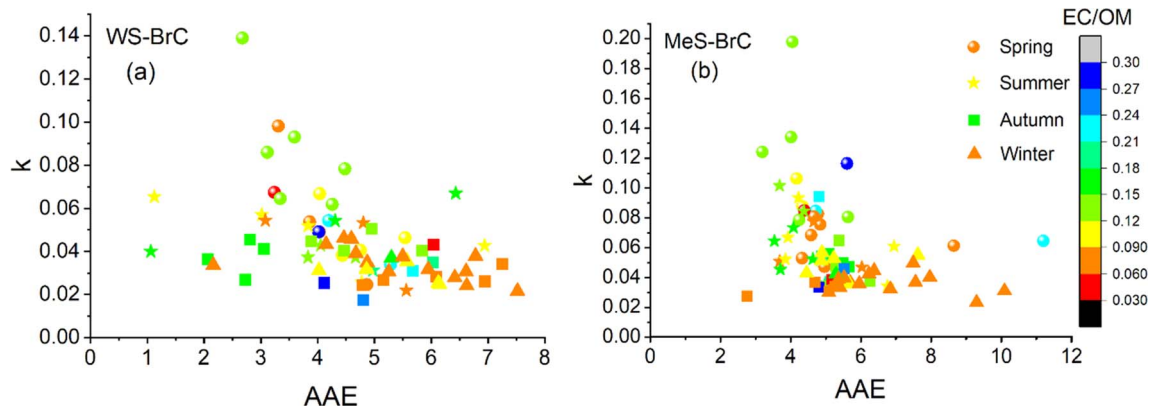 WS-BrC
(a)
k
0.14
0.12
0.10
0.08
0.06
0.04
0.02
0.00
0 1 2 3 4 5 6 7 8
AAE
MeS-BrC
(b)
k
0.20
0.18
0.16
0.14
0.12
0.10
0.08
0.06
0.04
0.02
0.00
0 2 4 6 8 10 12
AAE
Spring
Summer
Autumn
Winter
EC/OM
0.30
0.27
0.24
0.21
0.18
0.15
0.12
0.090
0.060
0.030